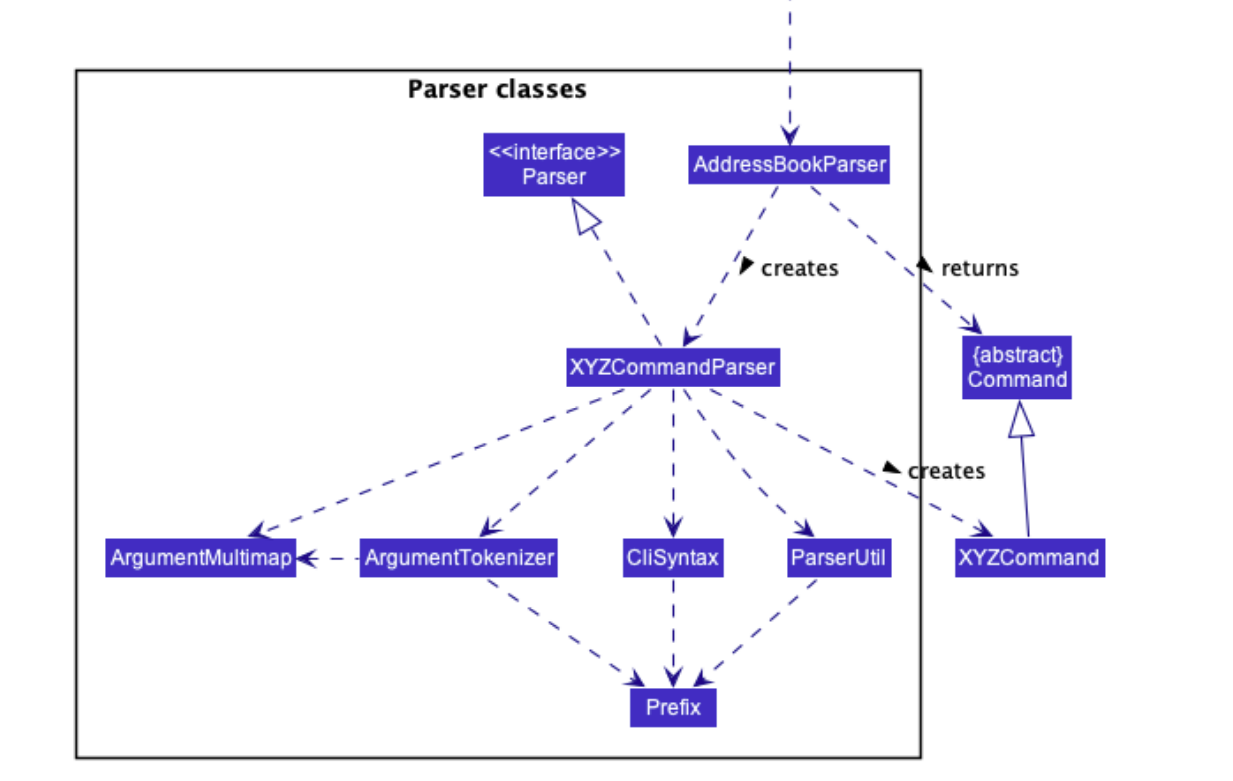 Parser classes
<<interface>>
Parser
AddressBookParser
creates
returns
{abstract}
Command
XYZCommandParser
creates
ArgumentMultimap
ArgumentTokenizer
CliSyntax
ParserUtil
XYZCommand
Prefix